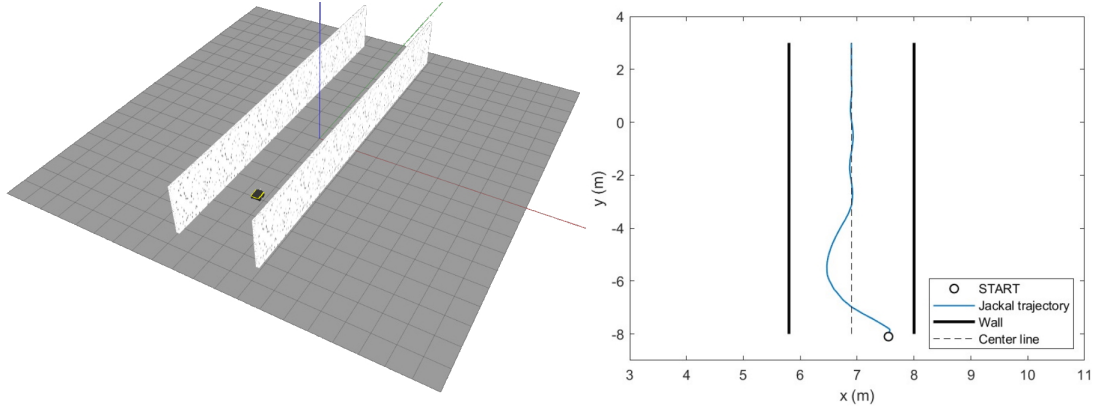 4
2
0
-2
-4
-6
-8
y (m)
3 4 5 6 7 8 9 10 11
x (m)
START
Jackal trajectory
Wall
Center line